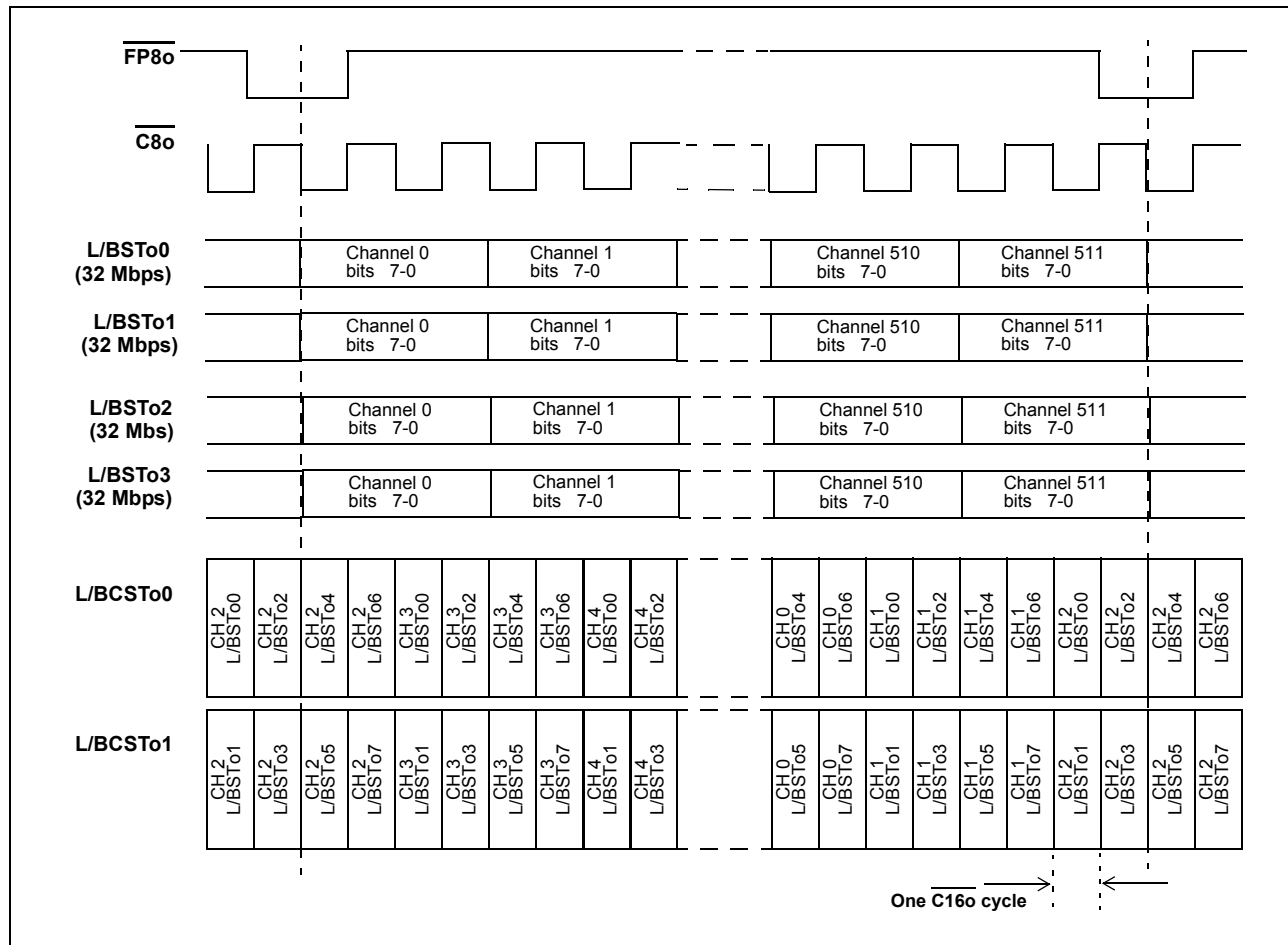 FP8o
C8o
L/BSTo0
(32 Mbps)
Channel 0
bits 7-0
Channel 1
bits 7-0
Channel 510
bits 7-0
Channel 511
bits 7-0
L/BSTo1
(32 Mbps)
Channel 0
bits 7-0
Channel 1
bits 7-0
Channel 510
bits 7-0
Channel 511
bits 7-0
L/BSTo2
(32 Mbs)
Channel 0
bits 7-0
Channel 1
bits 7-0
Channel 510
bits 7-0
Channel 511
bits 7-0
L/BSTo3
(32 Mbps)
Channel 0
bits 7-0
Channel 1
bits 7-0
Channel 510
bits 7-0
Channel 511
bits 7-0
L/BCSTo0
CH 2
L/BSTo0
CH 2
L/BSTo2
CH 2
L/BSTo4
CH 2
L/BSTo6
CH 3
L/BSTo0
CH 3
L/BSTo2
CH 3
L/BSTo4
CH 3
L/BSTo6
CH 4
L/BSTo0
CH 4
L/BSTo2
CH 0
L/BSTo4
CH 0
L/BSTo6
CH 1
L/BSTo0
CH 1
L/BSTo2
CH 1
L/BSTo4
CH 1
L/BSTo6
CH 2
L/BSTo0
CH 2
L/BSTo2
CH 2
L/BSTo4
CH 2
L/BSTo6
L/BCSTo1
CH 2
L/BSTo1
CH 2
L/BSTo3
CH 2
L/BSTo5
CH 2
L/BSTo7
CH 3
L/BSTo1
CH 3
L/BSTo3
CH 3
L/BSTo5
CH 3
L/BSTo7
CH 4
L/BSTo1
CH 4
L/BSTo3
CH 0
L/BSTo5
CH 0
L/BSTo7
CH 1
L/BSTo1
CH 1
L/BSTo3
CH 1
L/BSTo5
CH 1
L/BSTo7
CH 2
L/BSTo1
CH 2
L/BSTo3
CH 2
L/BSTo5
CH 2
L/BSTo7
One C16o cycle